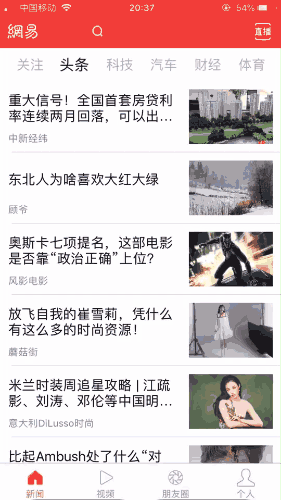 中国移动 20:37 54%
網易 直播
关注 头条 科技 汽车 财经 体育
重大信号！全国首套房贷利
率连续两月回落，可以出…
中新经纬
东北人为啥喜欢大红大绿
顾爷
奥斯卡七项提名，这部电影
是否靠“政治正确”上位？
风影电影
放飞自我的崔雪莉，凭什么
有这么多的时尚资源！
蘑菇街
米兰时装周追星攻略 | 江疏
影、刘涛、邓伦等中国明…
意大利DiLusso时尚
比起Ambush处了什么“对
新闻 视频 朋友圈 个人